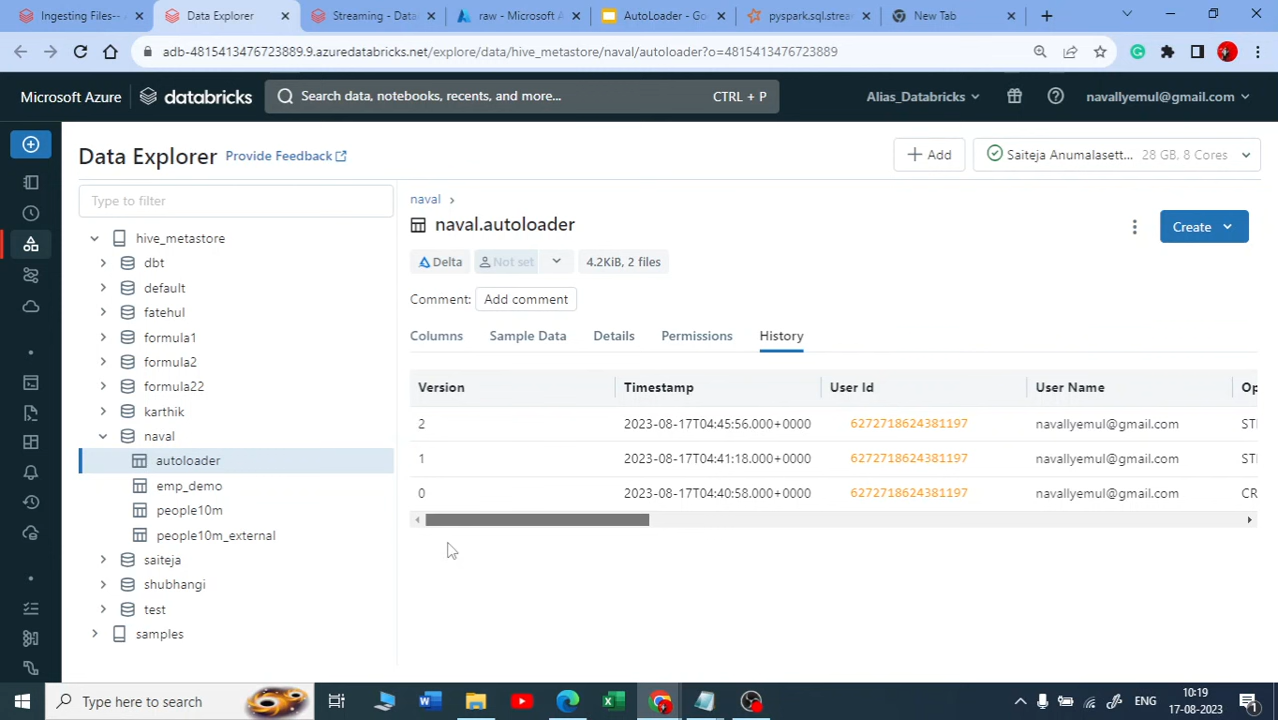 Ingesting Files--
Data Explorer
Streaming - Data
raw - Microsoft A
AutoLoader - Go
pyspark.sql.strea
New Tab
adb-4815413476723889.9.azuredatabricks.net/explore/data/hive_metastore/naval/autoloader?o=4815413476723889
Microsoft Azure
databricks
Search data, notebooks, recents, and more...
CTRL + P
Alias_Databricks
navallyemul@gmail.com
Data Explorer
Provide Feedback
Add
Saiteja Anumalasett...
28 GB, 8 Cores
Type to filter
hive_metastore
dbt
default
fatehul
formula1
formula2
formula22
karthik
naval
autoloader
emp_demo
people10m
people10m_external
saiteja
shubhangi
test
samples
naval >
naval.autoloader
Create
Delta
Not set
4.2KiB, 2 files
Comment:
Add comment
Columns
Sample Data
Details
Permissions
History
Version Timestamp User Id User Name Op
2 2023-08-17T04:45:56.000+0000 6272718624381197 navallyemul@gmail.com STI
1 2023-08-17T04:41:18.000+0000 6272718624381197 navallyemul@gmail.com STI
0 2023-08-17T04:40:58.000+0000 6272718624381197 navallyemul@gmail.com CR
Type here to search
ENG
10:19
17-08-2023
1